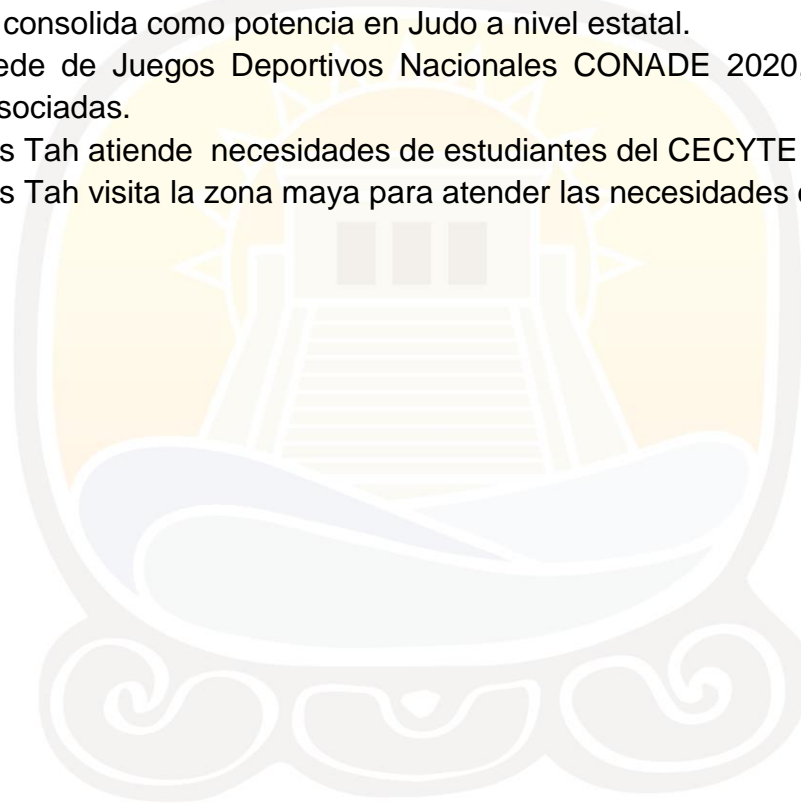 consolida como potencia en Judo a nivel estatal.
ede de Juegos Deportivos Nacionales CONADE 2020
sociadas.
s Tah atiende necesidades de estudiantes del CECYTE
s Tah visita la zona maya para atender las necesidades